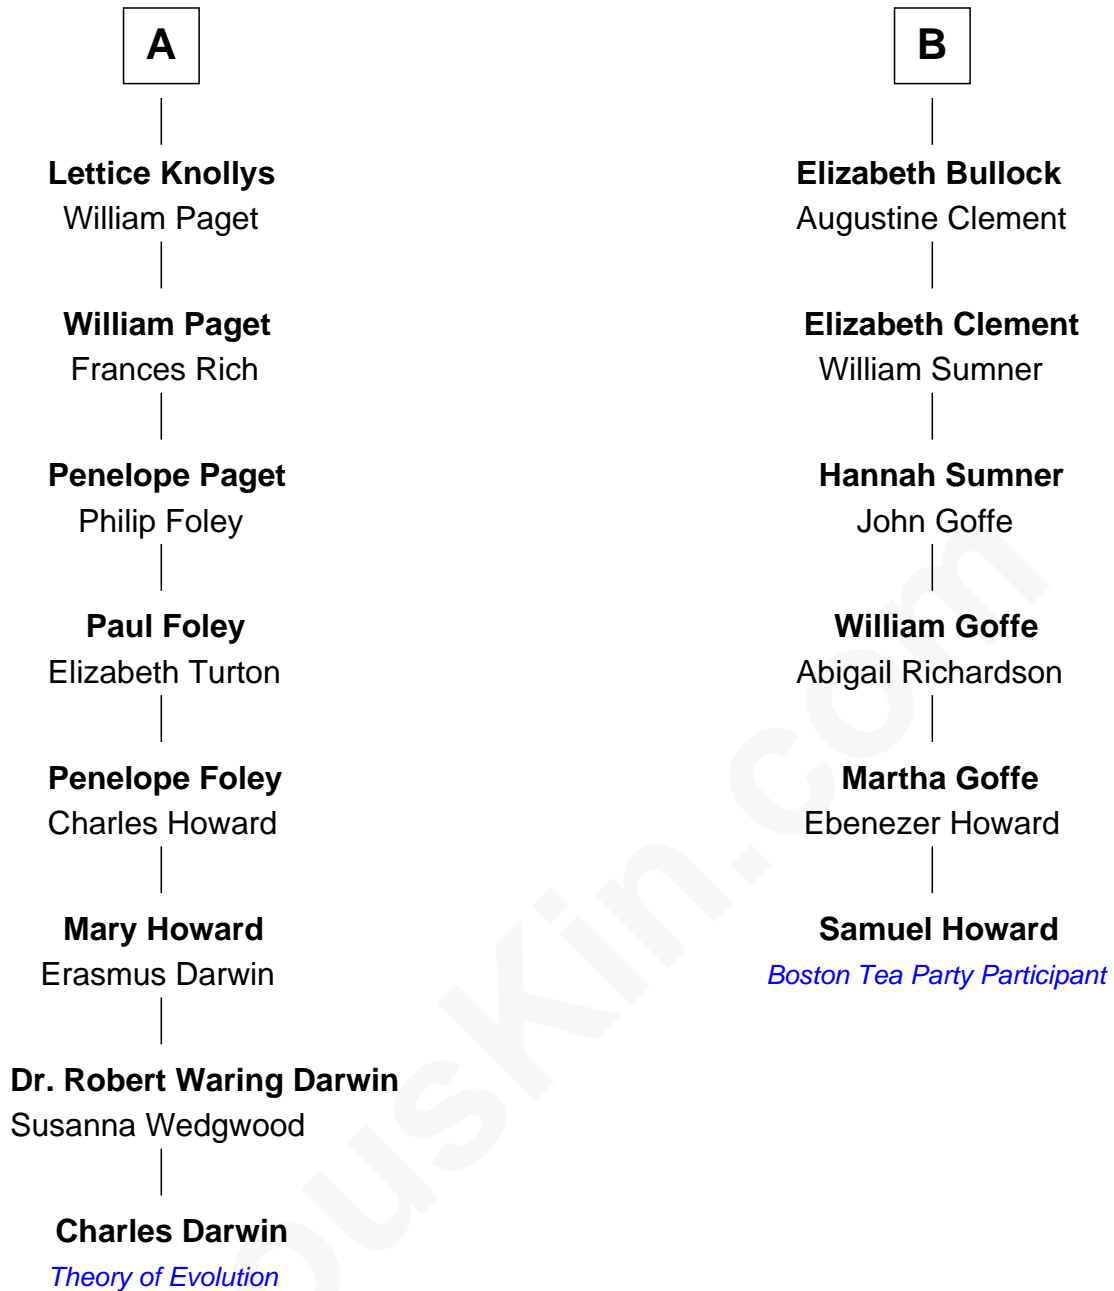 A
Lettice Knollys
William Paget
William Paget
Frances Rich
Penelope Paget
Philip Foley
Paul Foley
Elizabeth Turton
Penelope Foley
Charles Howard
Mary Howard
Erasmus Darwin
Dr. Robert Waring Darwin
Susanna Wedgwood
Charles Darwin
Theory of Evolution
B
Elizabeth Bullock
Augustine Clement
Elizabeth Clement
William Sumner
Hannah Sumner
John Goffe
William Goffe
Abigail Richardson
Martha Goffe
Ebenezer Howard
Samuel Howard
Boston Tea Party Participant
ousKin.com